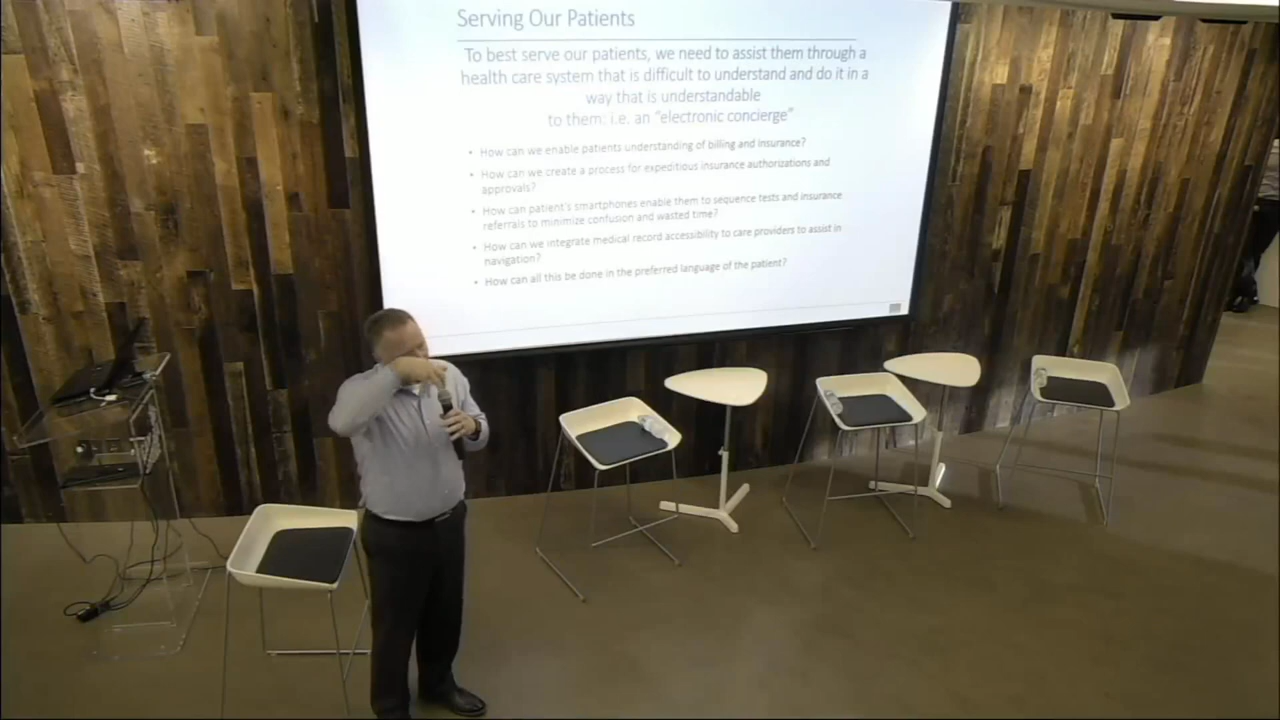 Serving Our Patients
To best serve our patients, we need to assist them through a
health care system that is difficult to understand and do it in a
way that is understandable
to them: i.e. an “electronic concierge”
• How can we enable patients understanding of billing and insurance?
• How can we create a process for expeditious insurance authorizations and
approvals?
• How can patient's smartphones enable them to sequence tests and insurance
referrals to minimize confusion and wasted time?
• How can we integrate medical record accessibility to care providers to assist in
navigation?
• How can all this be done in the preferred language of the patient?